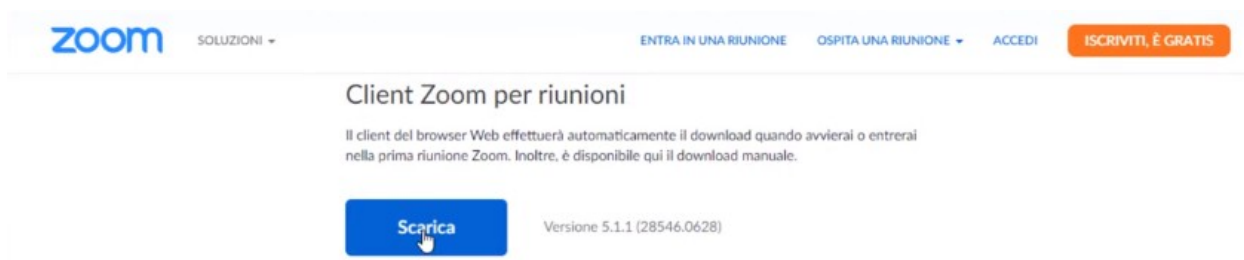 zoom SOLUZIONI ENTRA IN UNA RIUNIONE OSPITA UNA RIUNIONE ACCEDI ISCRIVITI, È GRATIS
Client Zoom per riunioni
Il client del browser Web effettuerà automaticamente il download quando avvierai o entrerai
nella prima riunione Zoom. Inoltre, è disponibile qui il download manuale.
Scarica Versione 5.1.1 (28546.0628)